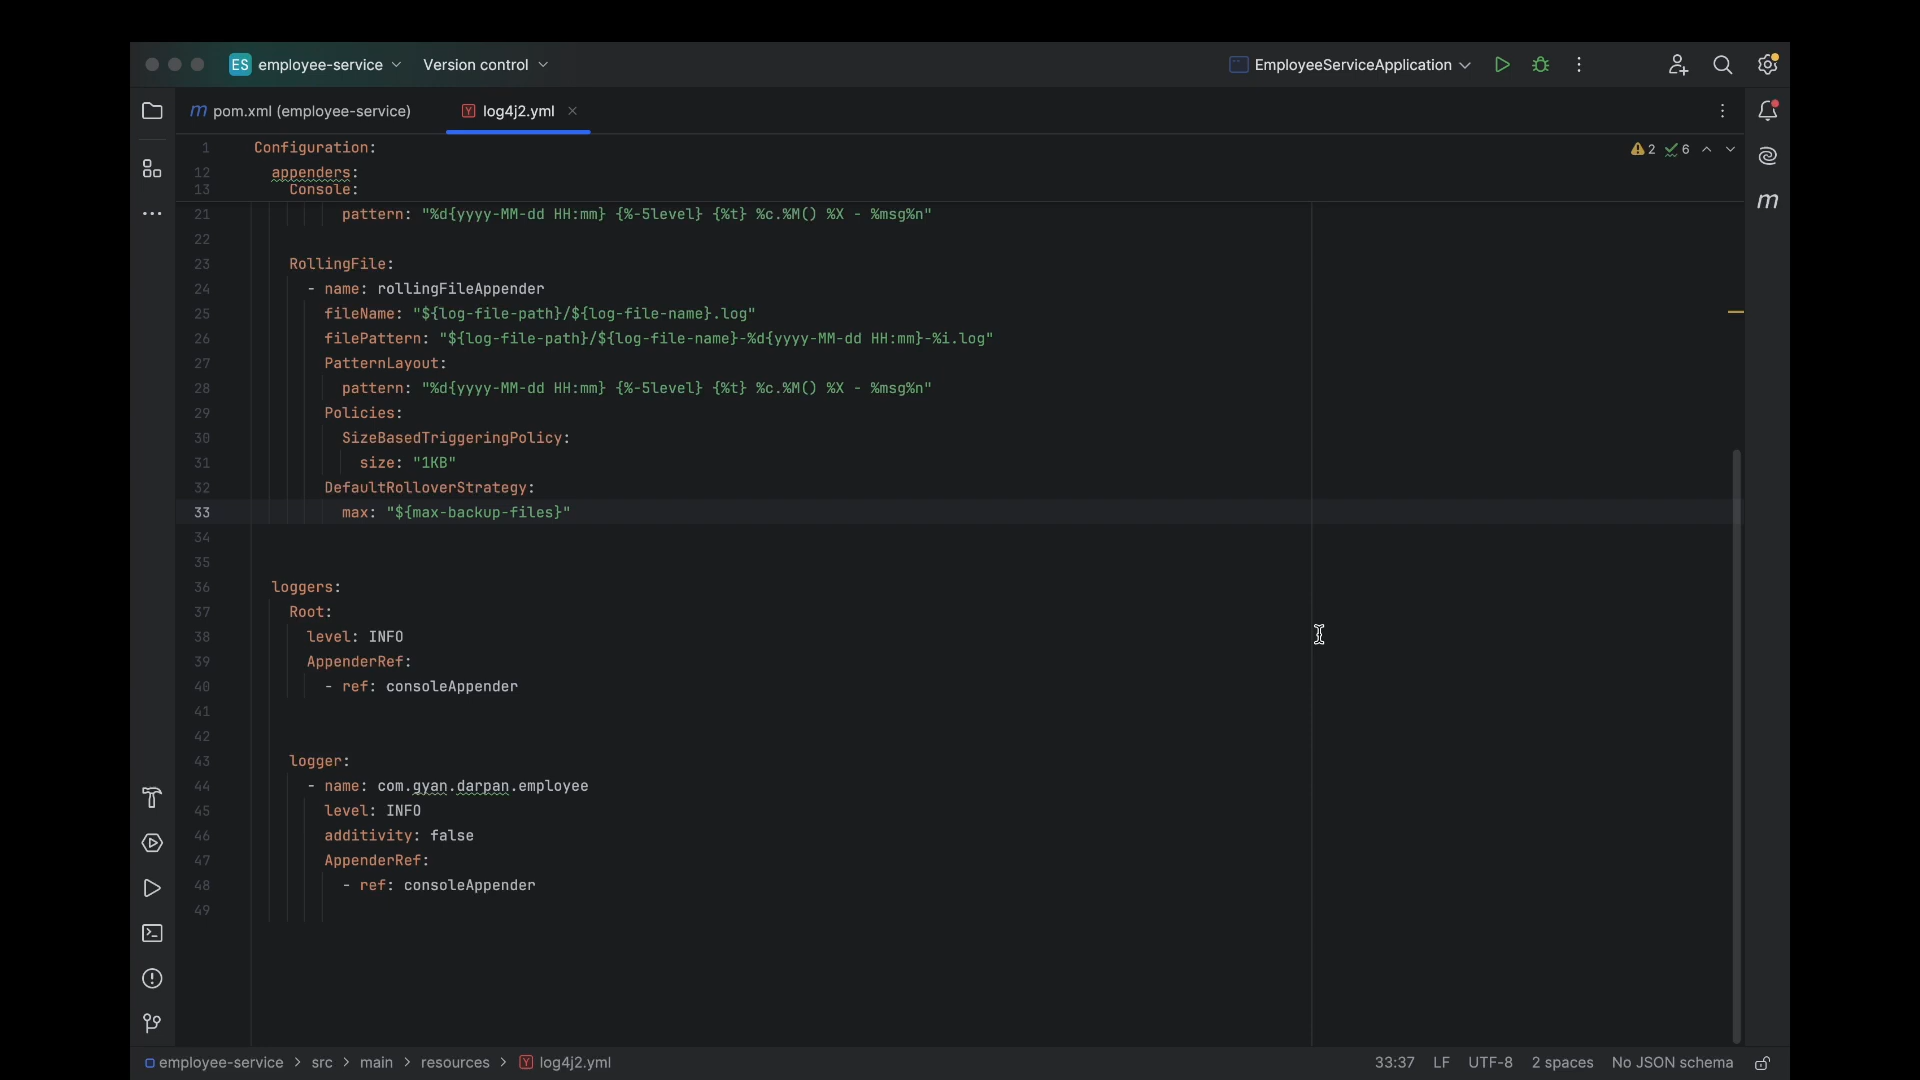 ES employee-service Version control EmployeeServiceApplication
m pom.xml (employee-service) Y log4j2.yml
1 Configuration: 2 6
12 appenders:
13 Console:
21 pattern: "%d{yyyy-MM-dd HH:mm} {%-5level} {%t} %c.%M() %X - %msg%n"
22
23 RollingFile:
24 - name: rollingFileAppender
25 fileName: "${log-file-path}/${log-file-name}.log"
26 filePattern: "${log-file-path}/${log-file-name}-%d{yyyy-MM-dd HH:mm}-%i.log"
27 PatternLayout:
28 pattern: "%d{yyyy-MM-dd HH:mm} {%-5level} {%t} %c.%M() %X - %msg%n"
29 Policies:
30 SizeBasedTriggeringPolicy:
31 size: "1KB"
32 DefaultRolloverStrategy:
33 max: "${max-backup-files}"
34
35
36 loggers:
37 Root:
38 level: INFO
39 AppenderRef:
40 - ref: consoleAppender
41
42
43 logger:
44 - name: com.gyan.darpan.employee
45 level: INFO
46 additivity: false
47 AppenderRef:
48 - ref: consoleAppender
49
m
employee-service > src > main > resources > Y log4j2.yml 33:37 LF UTF-8 2 spaces No JSON schema